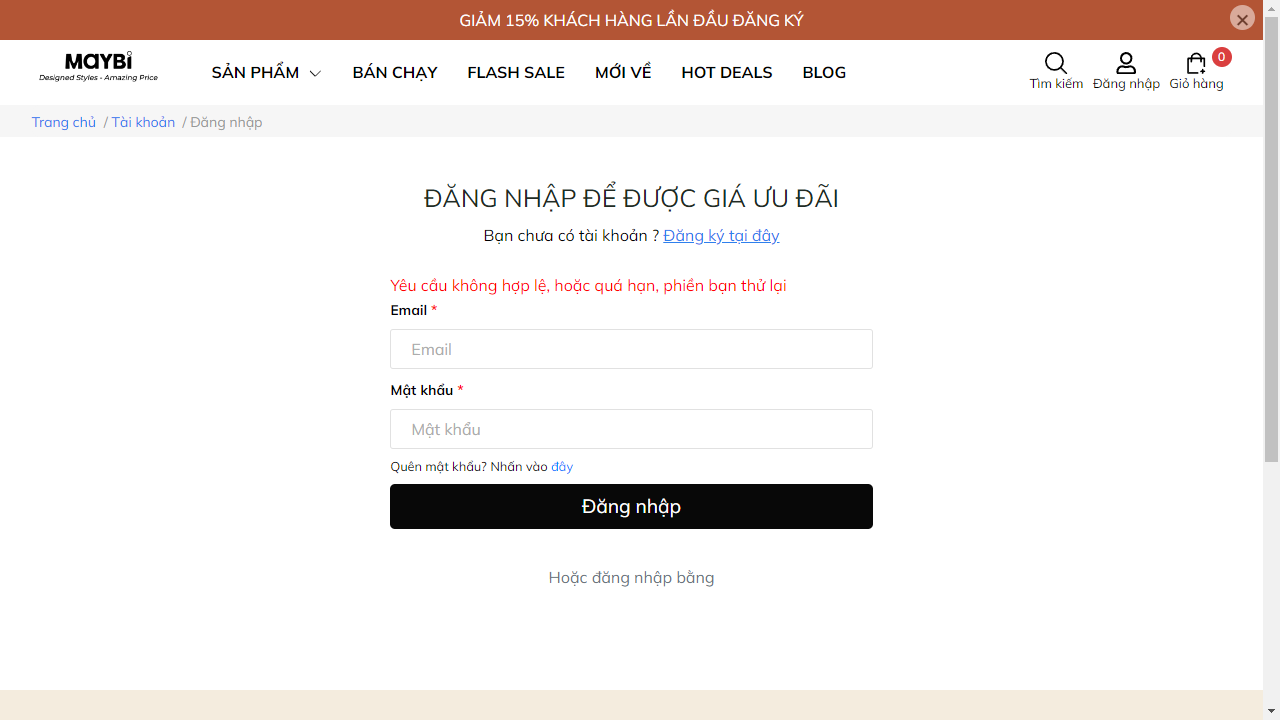 GIẢM 15% KHÁCH HÀNG LẦN ĐẦU ĐĂNG KÝ
MAYBI
Designed Styles - Amazing Price
SẢN PHẨM
BÁN CHẠY
FLASH SALE
MỚI VỀ
HOT DEALS
BLOG
Tìm kiếm
Đăng nhập
0
Giỏ hàng
Trang chủ / Tài khoản / Đăng nhập
ĐĂNG NHẬP ĐỂ ĐƯỢC GIÁ ƯU ĐÃI
Bạn chưa có tài khoản ? Đăng ký tại đây
Yêu cầu không hợp lệ, hoặc quá hạn, phiền bạn thử lại
Email *
Email
Mật khẩu *
Mật khẩu
Quên mật khẩu? Nhấn vào đây
Đăng nhập
Hoặc đăng nhập bằng